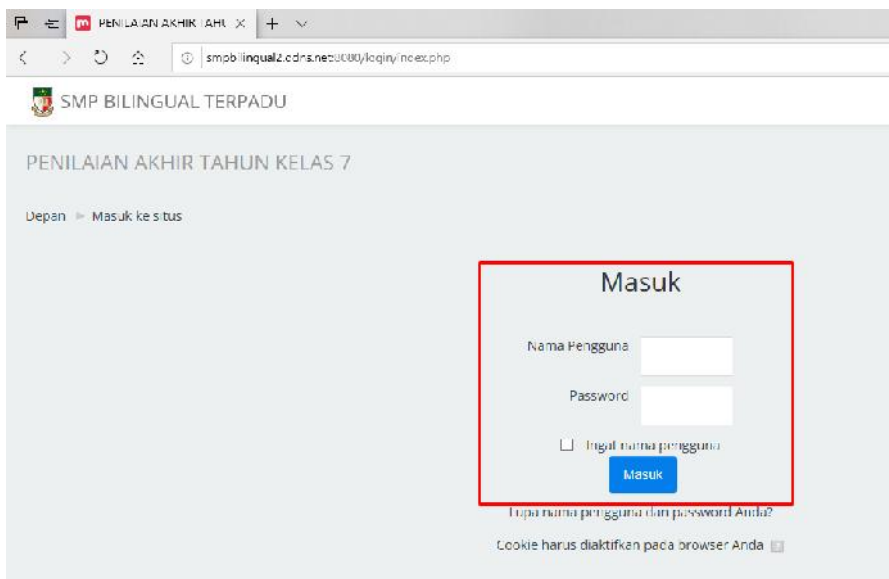 PENILAIAN AKHIR TAHU
smpbilingual2.ddns.net:8080/login/index.php
SMP BILINGUAL TERPADU
PENILAIAN AKHIR TAHUN KELAS 7
Depan Masuk ke situs
Masuk
Nama Pengguna
Password
Ingat nama pengguna
Masuk
Lupa nama pengguna dan password Anda?
Cookie harus diaktifkan pada browser Anda